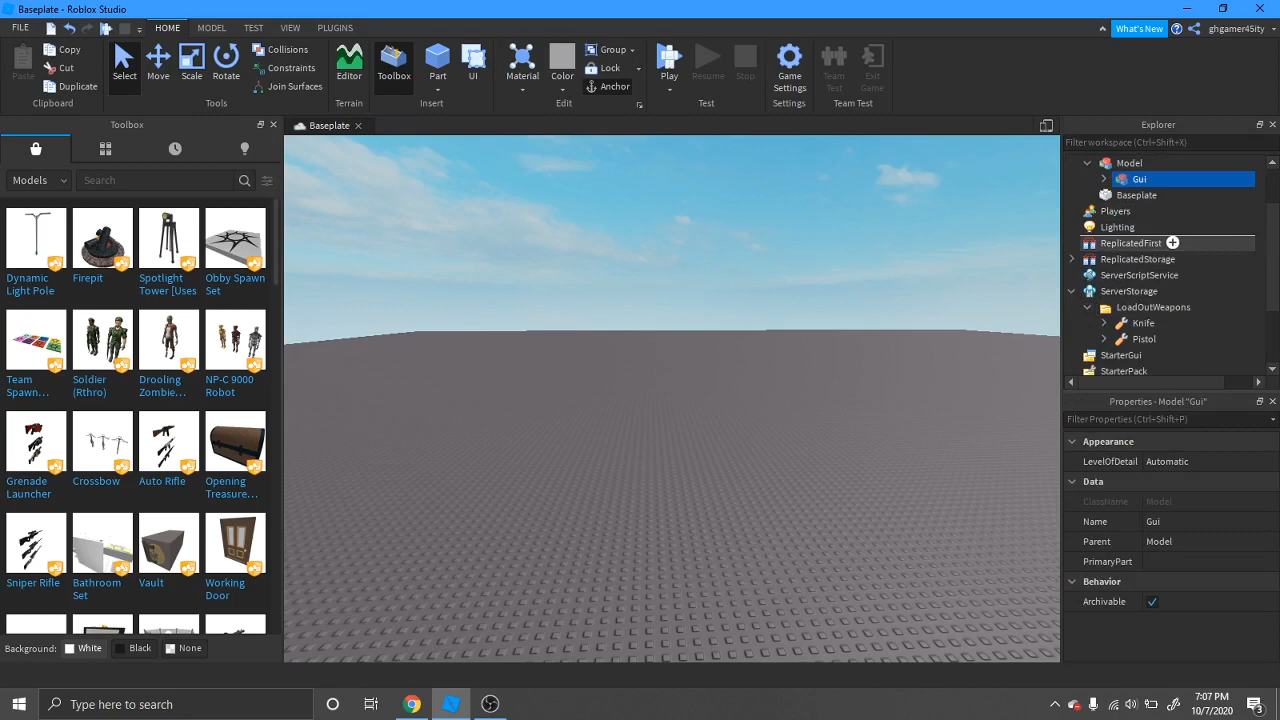 Baseplate - Roblox Studio
FILE HOME MODEL TEST VIEW PLUGINS What's New ghgamer45ity
Paste Copy Cut Duplicate Clipboard
Select Move Scale Rotate Collisions Constraints Join Surfaces Tools
Editor Terrain
Toolbox Part UI Insert
Material Color Group Lock Anchor Edit
Play Resume Stop Test
Game Settings Settings
Team Test Exit Game Team Test
Toolbox
Models Search
Dynamic Light Pole
Firepit
Spotlight Tower [Uses
Obby Spawn Set
Team Spawn...
Soldier (Rthro)
Drooling Zombie...
NP-C 9000 Robot
Grenade Launcher
Crossbow
Auto Rifle
Opening Treasure...
Sniper Rifle
Bathroom Set
Vault
Working Door
Background: White Black None
Baseplate
Explorer
Filter workspace (Ctrl+Shift+X)
Model
Gui
Baseplate
Players
Lighting
ReplicatedFirst
ReplicatedStorage
ServerScriptService
ServerStorage
LoadOutWeapons
Knife
Pistol
StarterGui
StarterPack
Properties - Model "Gui"
Filter Properties (Ctrl+Shift+P)
Appearance
LevelOfDetail Automatic
Data
ClassName Model
Name Gui
Parent Model
PrimaryPart
Behavior
Archivable
Type here to search
7:07 PM
10/7/2020
3